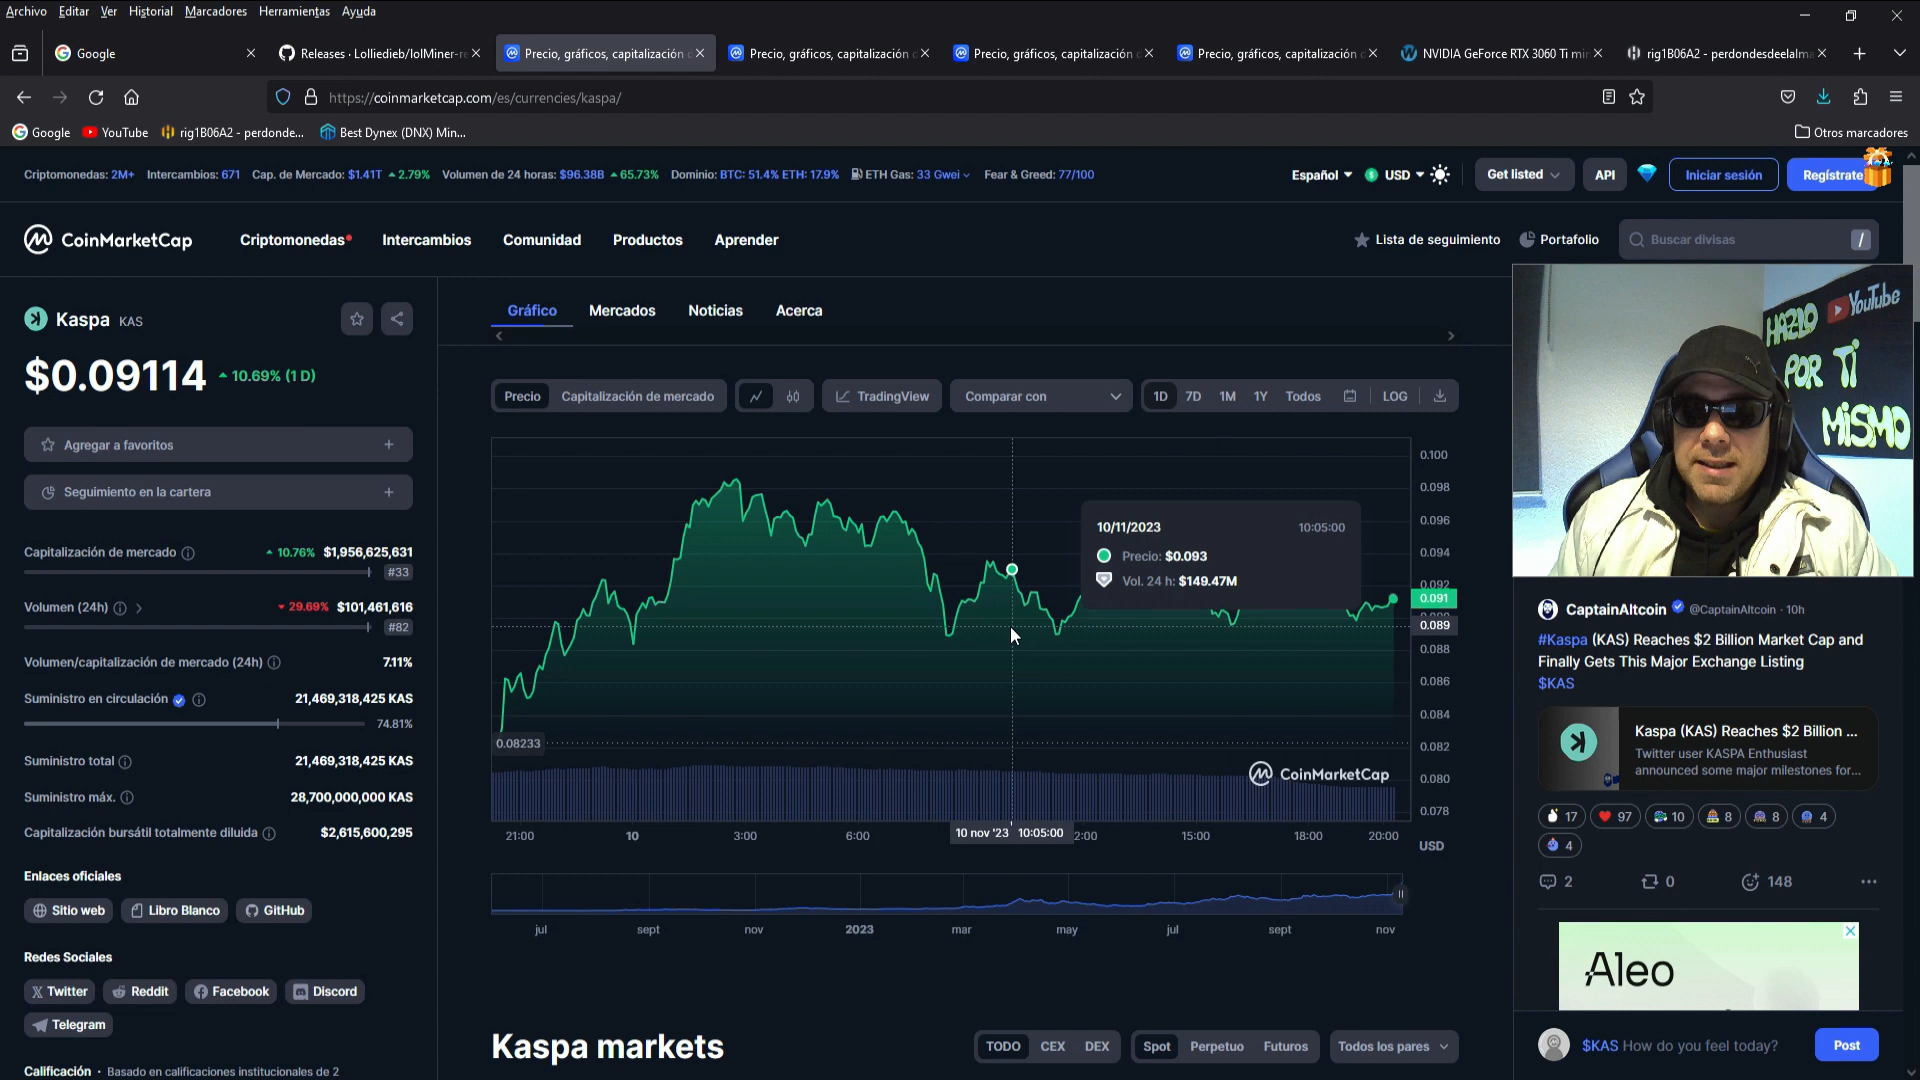 Archivo Editar Ver Historial Marcadores Herramientas Ayuda
Google
Releases · Lolliedieb/lolMiner-re
Precio, gráficos, capitalización d
Precio, gráficos, capitalización d
Precio, gráficos, capitalización d
Precio, gráficos, capitalización d
NVIDIA GeForce RTX 3060 Ti min
rig1B06A2 - perdondesdeelalma
https://coinmarketcap.com/es/currencies/kaspa/
Google YouTube rig1B06A2 - perdonde... Best Dynex (DNX) Min... Otros marcadores
Criptomonedas: 2M+ Intercambios: 671 Cap. de Mercado: $1.41T 2.79% Volumen de 24 horas: $96.38B 65.73% Dominio: BTC: 51.4% ETH: 17.9% ETH Gas: 33 Gwei Fear & Greed: 77/100
Español USD Get listed API Iniciar sesión Regístrate
CoinMarketCap Criptomonedas Intercambios Comunidad Productos Aprender Lista de seguimiento Portafolio Buscar divisas /
Kaspa KAS
$0.09114 10.69% (1 D)
Agregar a favoritos +
Seguimiento en la cartera +
Capitalización de mercado 10.76% $1,956,625,631
#33
Volumen (24h) 29.69% $101,461,616
#82
Volumen/capitalización de mercado (24h) 7.11%
Suministro en circulación 21,469,318,425 KAS
74.81%
Suministro total 21,469,318,425 KAS
Suministro máx. 28,700,000,000 KAS
Capitalización bursátil totalmente diluida $2,615,600,295
Enlaces oficiales
Sitio web Libro Blanco GitHub
Redes Sociales
Twitter Reddit Facebook Discord
Telegram
Calificación · Basado en calificaciones institucionales de 2
Gráfico Mercados Noticias Acerca
Precio Capitalización de mercado TradingView Comparar con 1D 7D 1M 1Y Todos LOG
0.100
0.098
0.096
0.094
0.092
0.091
0.089
0.088
0.086
0.084
0.082
0.080
0.078
10/11/2023 10:05:00
Precio: $0.093
Vol. 24 h: $149.47M
0.08233
CoinMarketCap
21:00 10 3:00 6:00 10 nov '23 10:05:00 2:00 15:00 18:00 20:00
USD
jul sept nov 2023 mar may jul sept nov
Kaspa markets
TODO CEX DEX Spot Perpetuo Futuros Todos los pares
YouTube
HAZLO
POR TI
MISMO
CaptainAltcoin @CaptainAltcoin · 10h
#Kaspa (KAS) Reaches $2 Billion Market Cap and
Finally Gets This Major Exchange Listing
$KAS
Kaspa (KAS) Reaches $2 Billion ...
Twitter user KASPA Enthusiast
announced some major milestones for...
17 97 10 8 8 4
4
2 0 148
Aleo
$KAS How do you feel today? Post